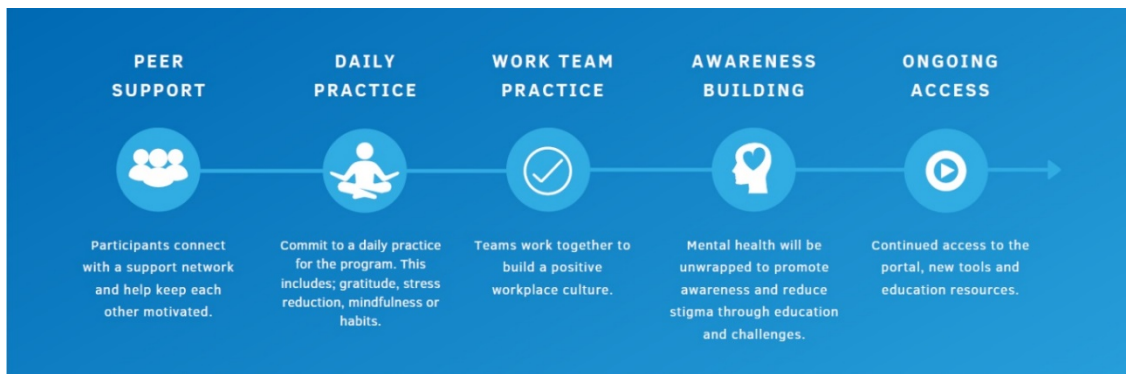 PEER
SUPPORT
Participants connect
with a support network
and help keep each
other motivated.
DAILY
PRACTICE
Commit to a daily practice
for the program. This
includes; gratitude, stress
reduction, mindfulness or
habits.
WORK TEAM
PRACTICE
Teams work together to
build a positive
workplace culture.
AWARENESS
BUILDING
Mental health will be
unwrapped to promote
awareness and reduce
stigma through education
and challenges.
ONGOING
ACCESS
Continued access to the
portal, new tools and
education resources.